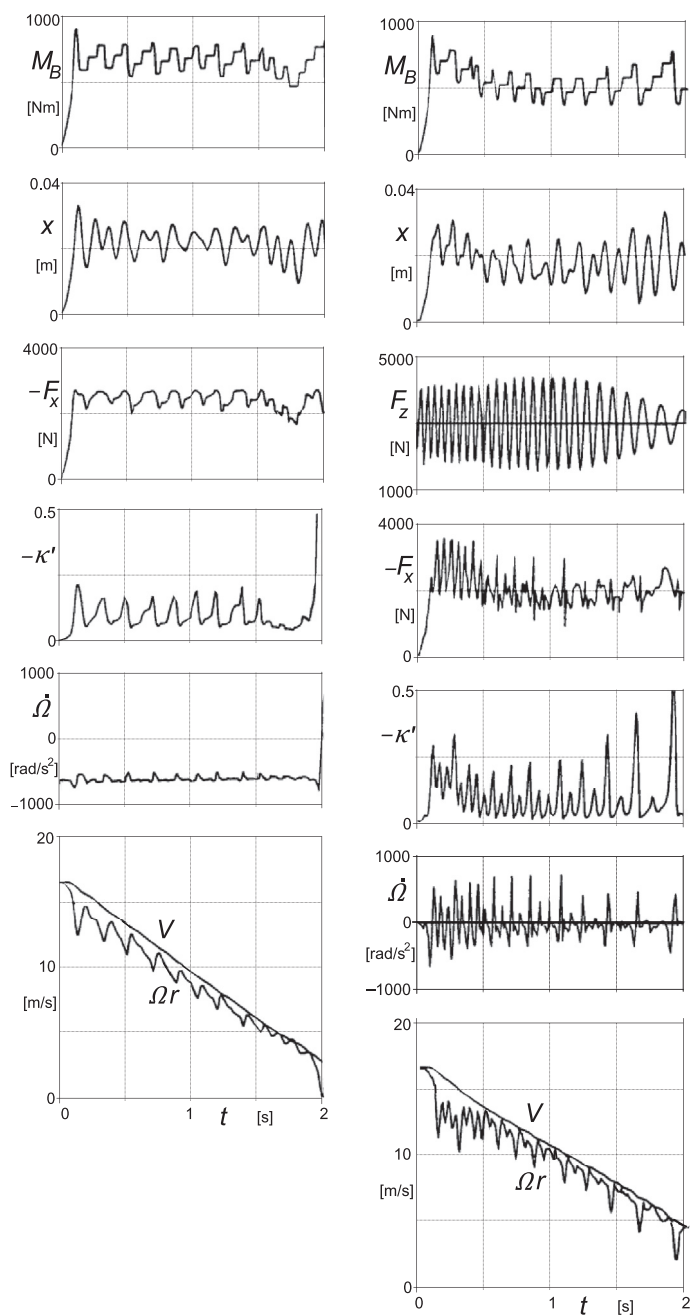 1000
M_B
[Nm]
0
0.04
x
[m]
0
4000
-F_x
[N]
0
0.5
-κ'
0
1000
Ω̇
0
[rad/s²]
-1000
20
V
10
Ωr
[m/s]
0
0 1 2
t [s]
1000
M_B
[Nm]
0
0.04
x
[m]
0
5000
F_z
[N]
1000
4000
-F_x
[N]
0
0.5
-κ'
0
1000
Ω̇
0
[rad/s²]
-1000
20
V
10
Ωr
[m/s]
0
0 1 2
t [s]